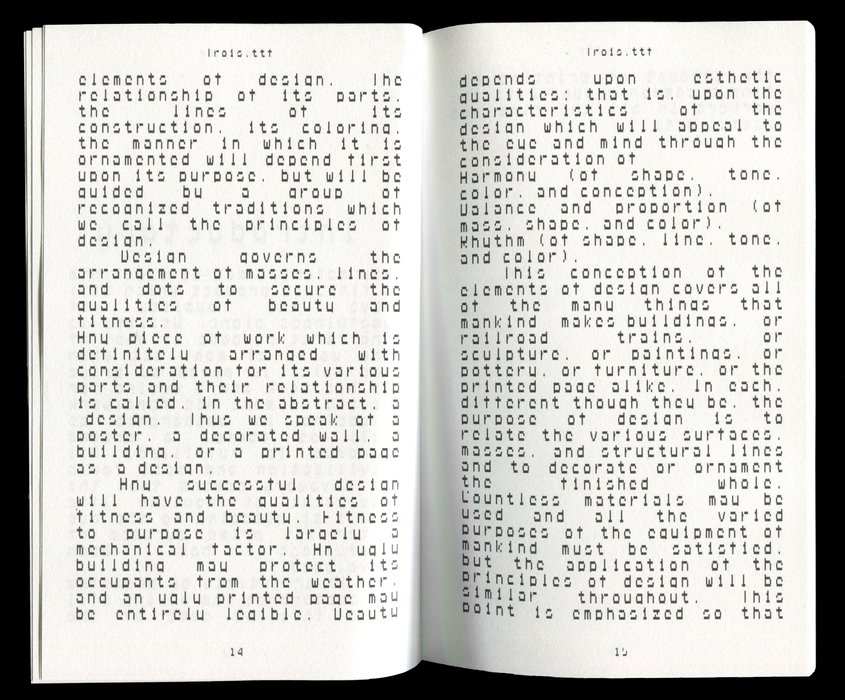 Trois.ttf
elements of design. The
relationship of its parts,
the lines of its
construction, its coloring,
the manner in which it is
ornamented will depend first
upon its purpose, but will be
guided by a group of
recognized traditions which
we call the principles of
design.
Design governs the
arrangement of masses, lines,
and dots to secure the
qualities of beauty and
fitness.
Any piece of work which is
definitely arranged with
consideration for its various
parts and their relationship
is called, in the abstract, a
design. Thus we speak of a
poster, a decorated wall, a
building, or a printed page
as a design.
Any successful design
will have the qualities of
fitness and beauty. Fitness
to purpose is largely a
mechanical factor. An ugly
building may protect its
occupants from the weather,
and an ugly printed page may
be entirely legible. Beauty
14
Trois.ttf
depends upon esthetic
qualities; that is, upon the
characteristics of the
design which will appeal to
the eye and mind through the
consideration of
Harmony (of shape, tone,
color, and conception).
Balance and proportion (of
mass, shape, and color).
Rhythm (of shape, line, tone,
and color).
This conception of the
elements of design covers all
of the many things that
mankind makes buildings, or
railroad trains, or
sculpture, or paintings, or
pottery, or furniture, or the
printed page alike. In each,
different though they be, the
purpose of design is to
relate the various surfaces,
masses, and structural lines
and to decorate or ornament
the finished whole.
Countless materials may be
used and all the varied
purposes of the equipment of
mankind must be satisfied,
but the application of the
principles of design will be
similar throughout. This
point is emphasized so that
15